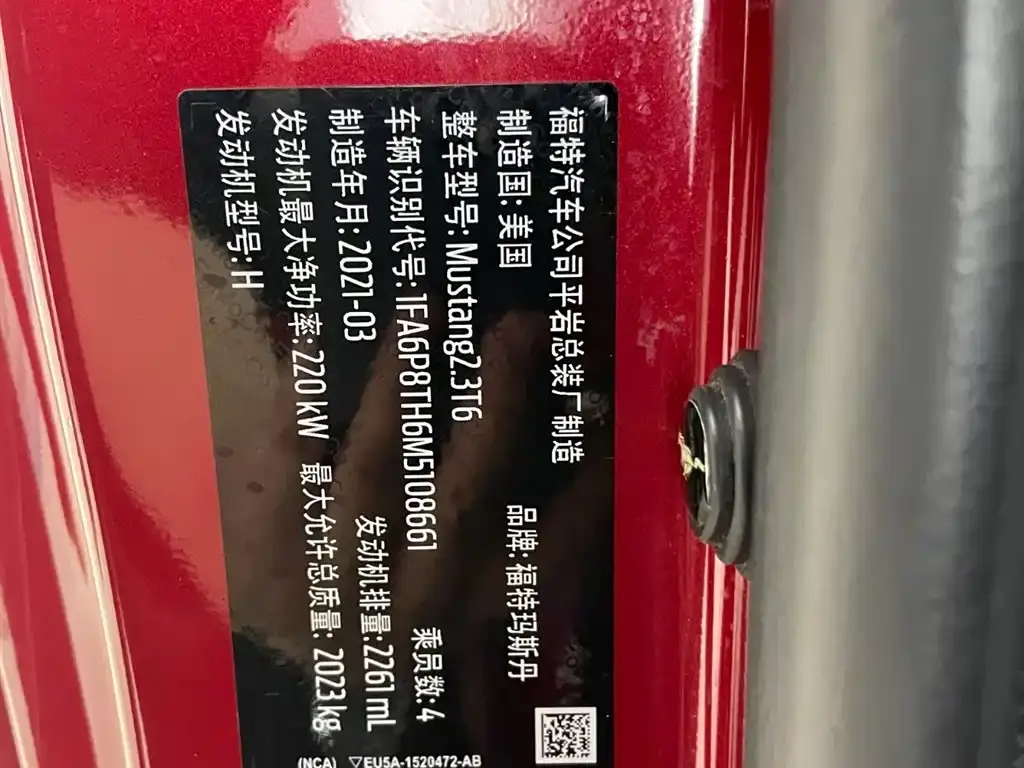 福特汽车公司平岩总装厂制造
制造国: 美国 品牌: 福特玛斯丹
整车型号: Mustang2.3T6
车辆识别代号: 1FA6P8TH6M5108661 乘员数: 4
制造年月: 2021-03 发动机排量: 2261 mL
发动机最大净功率: 220 kW 最大允许总质量: 2023 kg
发动机型号: H
(NCA) ▽EU5A-1520472-AB